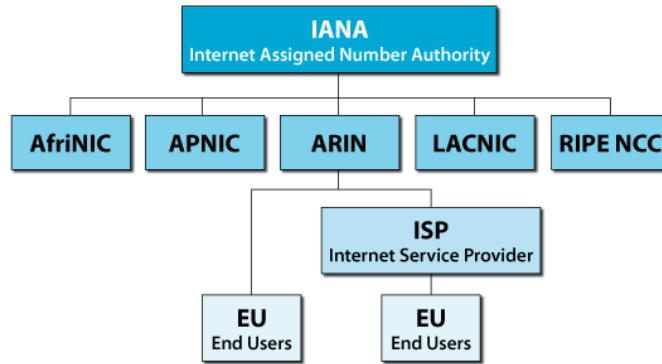 IANA
Internet Assigned Number Authority
AfriNIC
APNIC
ARIN
LACNIC
RIPE NCC
ISP
Internet Service Provider
EU
End Users
EU
End Users